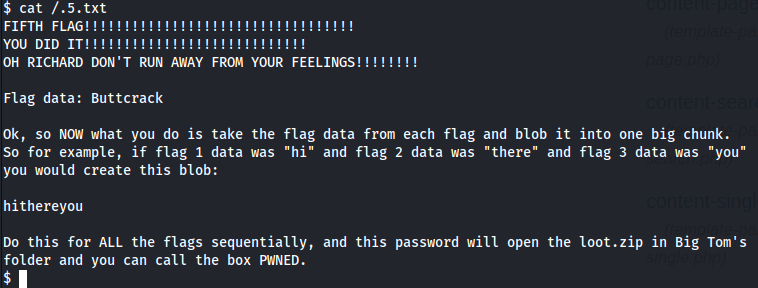 $ cat /.5.txt
FIFTH FLAG!!!!!!!!!!!!!!!!!!!!!!!!!!!!!!!!!!
YOU DID IT!!!!!!!!!!!!!!!!!!!!!!!!!!!!
OH RICHARD DON'T RUN AWAY FROM YOUR FEELINGS!!!!!!!!
Flag data: Buttcrack
Ok, so NOW what you do is take the flag data from each flag and blob it into one big chunk.
So for example, if flag 1 data was "hi" and flag 2 data was "there" and flag 3 data was "you"
you would create this blob:
hithereyou
Do this for ALL the flags sequentially, and this password will open the loot.zip in Big Tom's
folder and you can call the box PWNED.
$